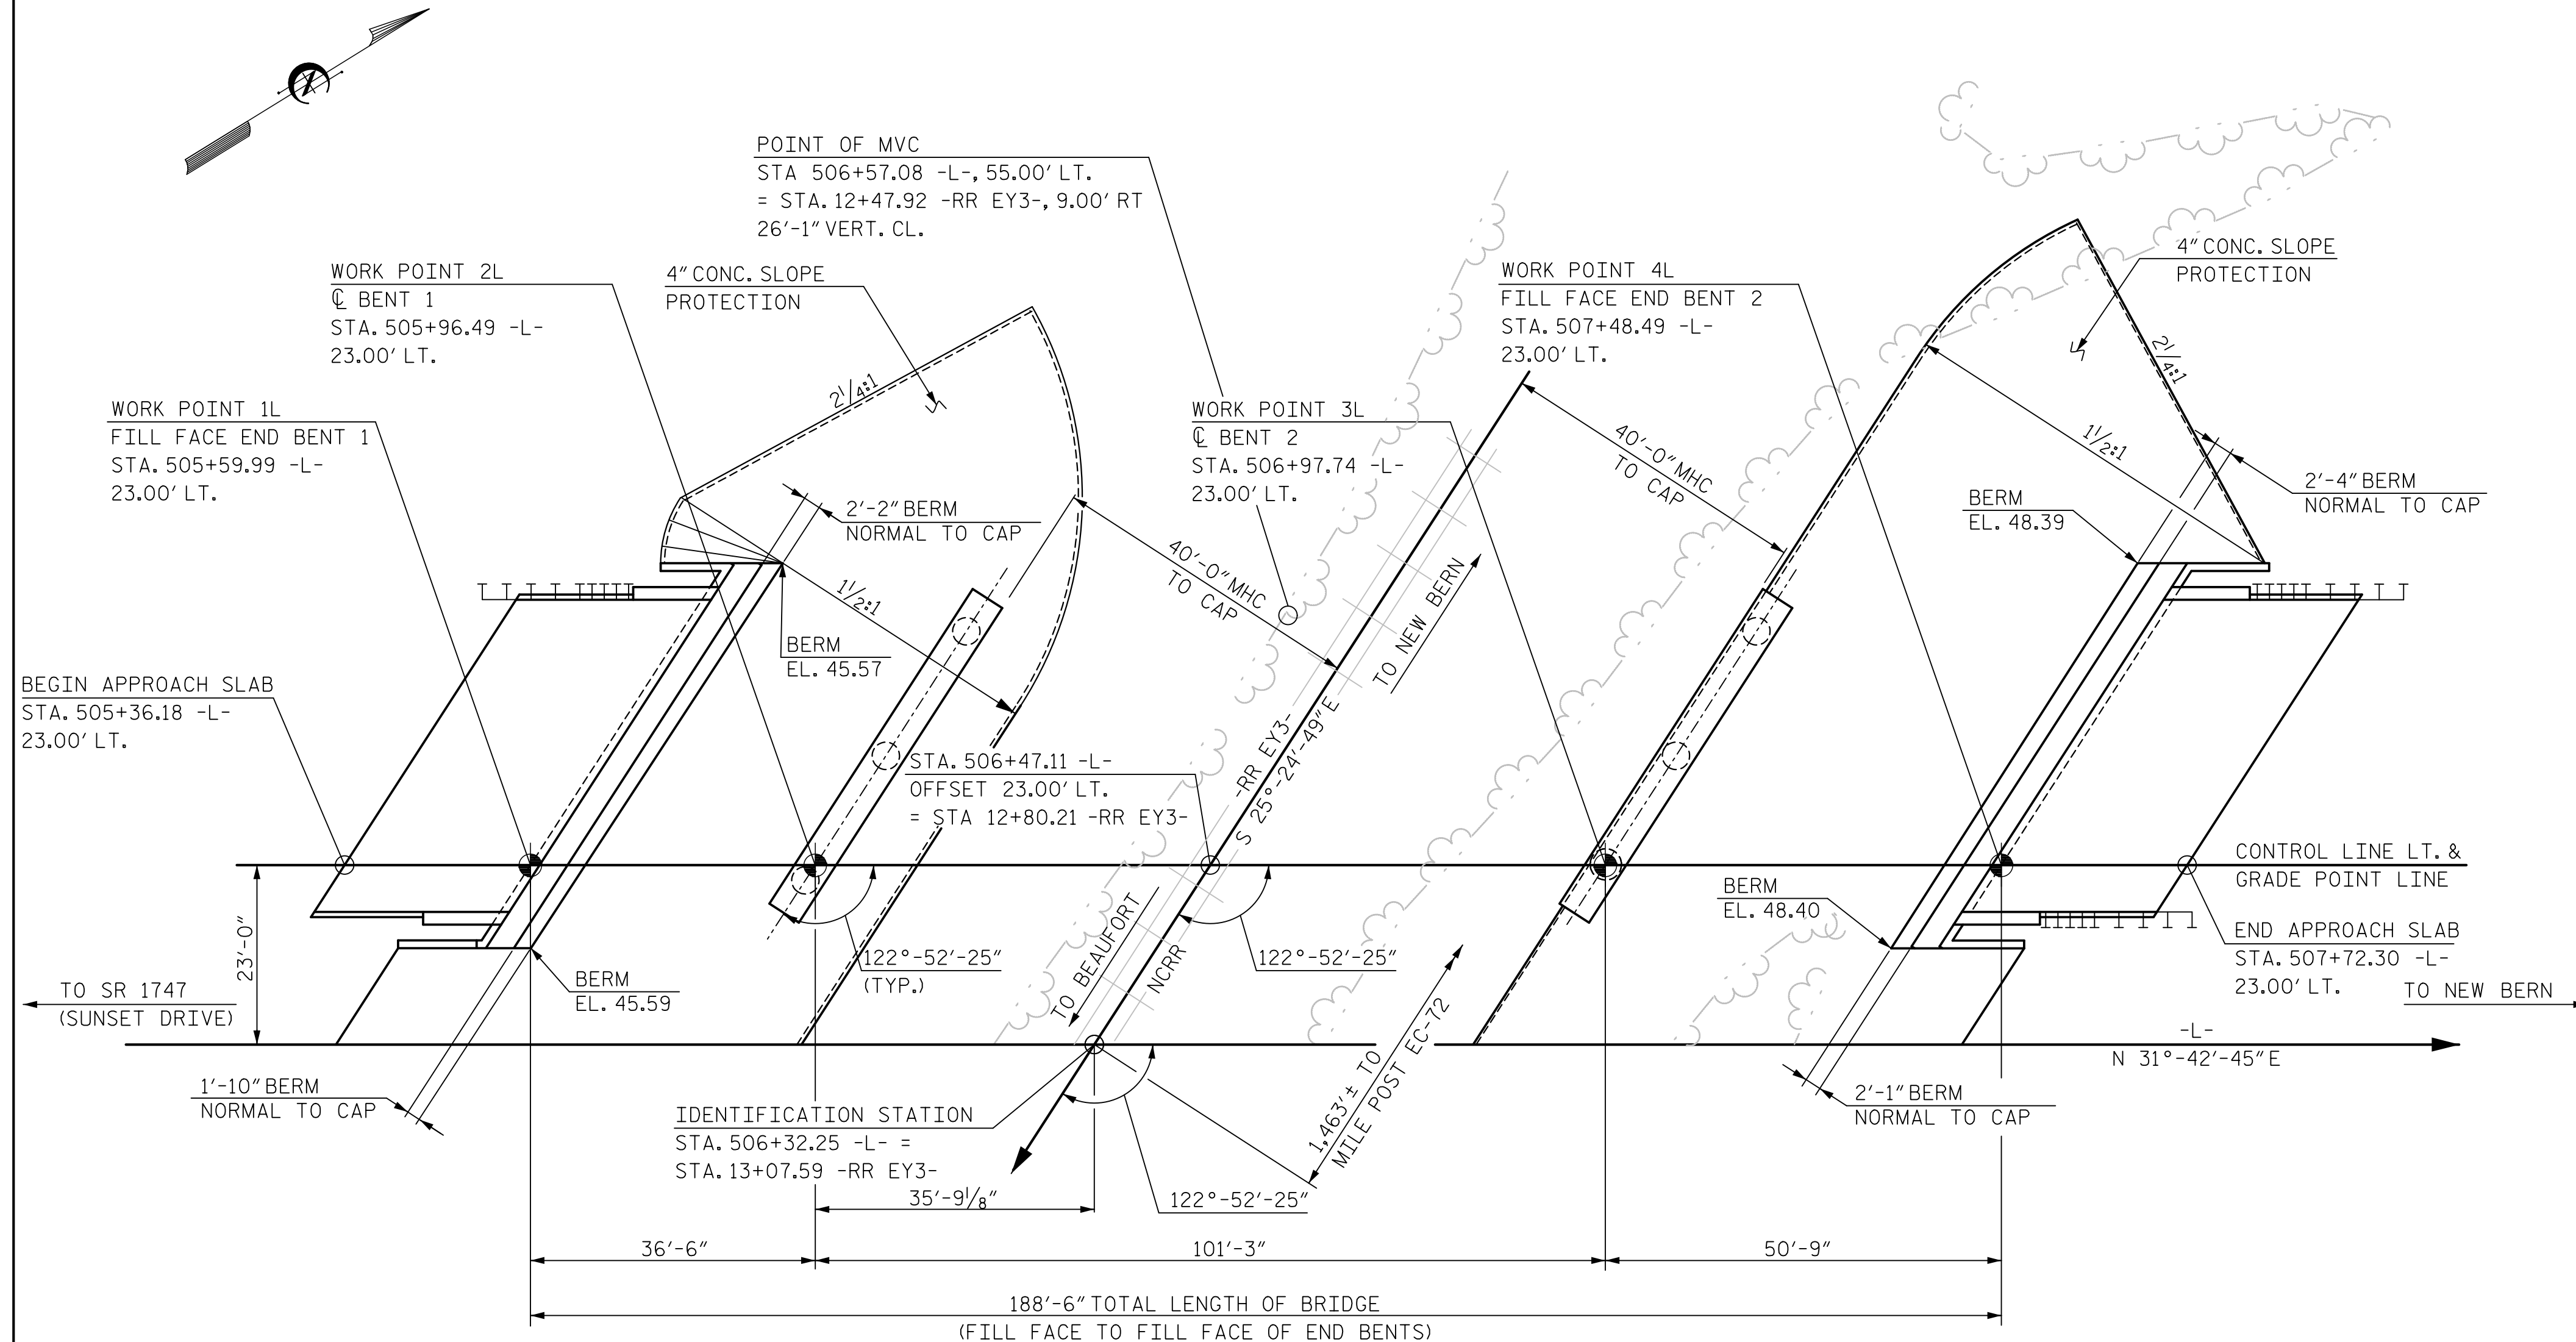 POINT OF MVC
STA 506+57.08 -L-, 55.00' LT.
= STA. 12+47.92 -RR EY3-, 9.00' RT
26'-1" VERT. CL.
WORK POINT 2L
℄ BENT 1
STA. 505+96.49 -L-
23.00' LT.
4" CONC. SLOPE
PROTECTION
WORK POINT 4L
FILL FACE END BENT 2
STA. 507+48.49 -L-
23.00' LT.
4" CONC. SLOPE
PROTECTION
2 1/4:1
2 1/4:1
WORK POINT 1L
FILL FACE END BENT 1
STA. 505+59.99 -L-
23.00' LT.
WORK POINT 3L
℄ BENT 2
STA. 506+97.74 -L-
23.00' LT.
40'-0" MHC
TO CAP
1 1/2:1
2'-4" BERM
NORMAL TO CAP
BERM
EL. 48.39
2'-2" BERM
NORMAL TO CAP
40'-0" MHC
TO CAP
1 1/2:1
BERM
EL. 45.57
TO NEW BERN
BEGIN APPROACH SLAB
STA. 505+36.18 -L-
23.00' LT.
STA. 506+47.11 -L-
OFFSET 23.00' LT.
= STA 12+80.21 -RR EY3-
-RR EY3-
S 25°-24'-49" E
CONTROL LINE LT. &
GRADE POINT LINE
BERM
EL. 48.40
END APPROACH SLAB
STA. 507+72.30 -L-
23.00' LT.
23'-0"
122°-52'-25"
(TYP.)
TO BEAUFORT
NCRR
122°-52'-25"
BERM
EL. 45.59
TO SR 1747
(SUNSET DRIVE)
TO NEW BERN
-L-
N 31°-42'-45" E
1'-10" BERM
NORMAL TO CAP
IDENTIFICATION STATION
STA. 506+32.25 -L- =
STA. 13+07.59 -RR EY3-
1,463'± TO
MILE POST EC-72
2'-1" BERM
NORMAL TO CAP
35'-9 1/8"
122°-52'-25"
36'-6"
101'-3"
50'-9"
188'-6" TOTAL LENGTH OF BRIDGE
(FILL FACE TO FILL FACE OF END BENTS)